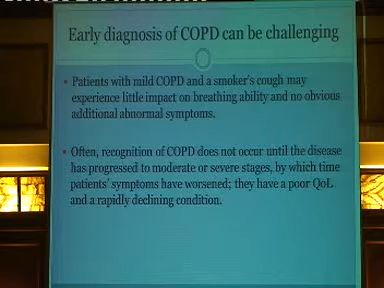 Early diagnosis of COPD can be challenging
Patients with mild COPD and a smoker's cough may
experience little impact on breathing ability and no obvious
additional abnormal symptoms.
Often, recognition of COPD does not occur until the disease
has progressed to moderate or severe stages, by which time
patients' symptoms have worsened; they have a poor QoL
and a rapidly declining condition.